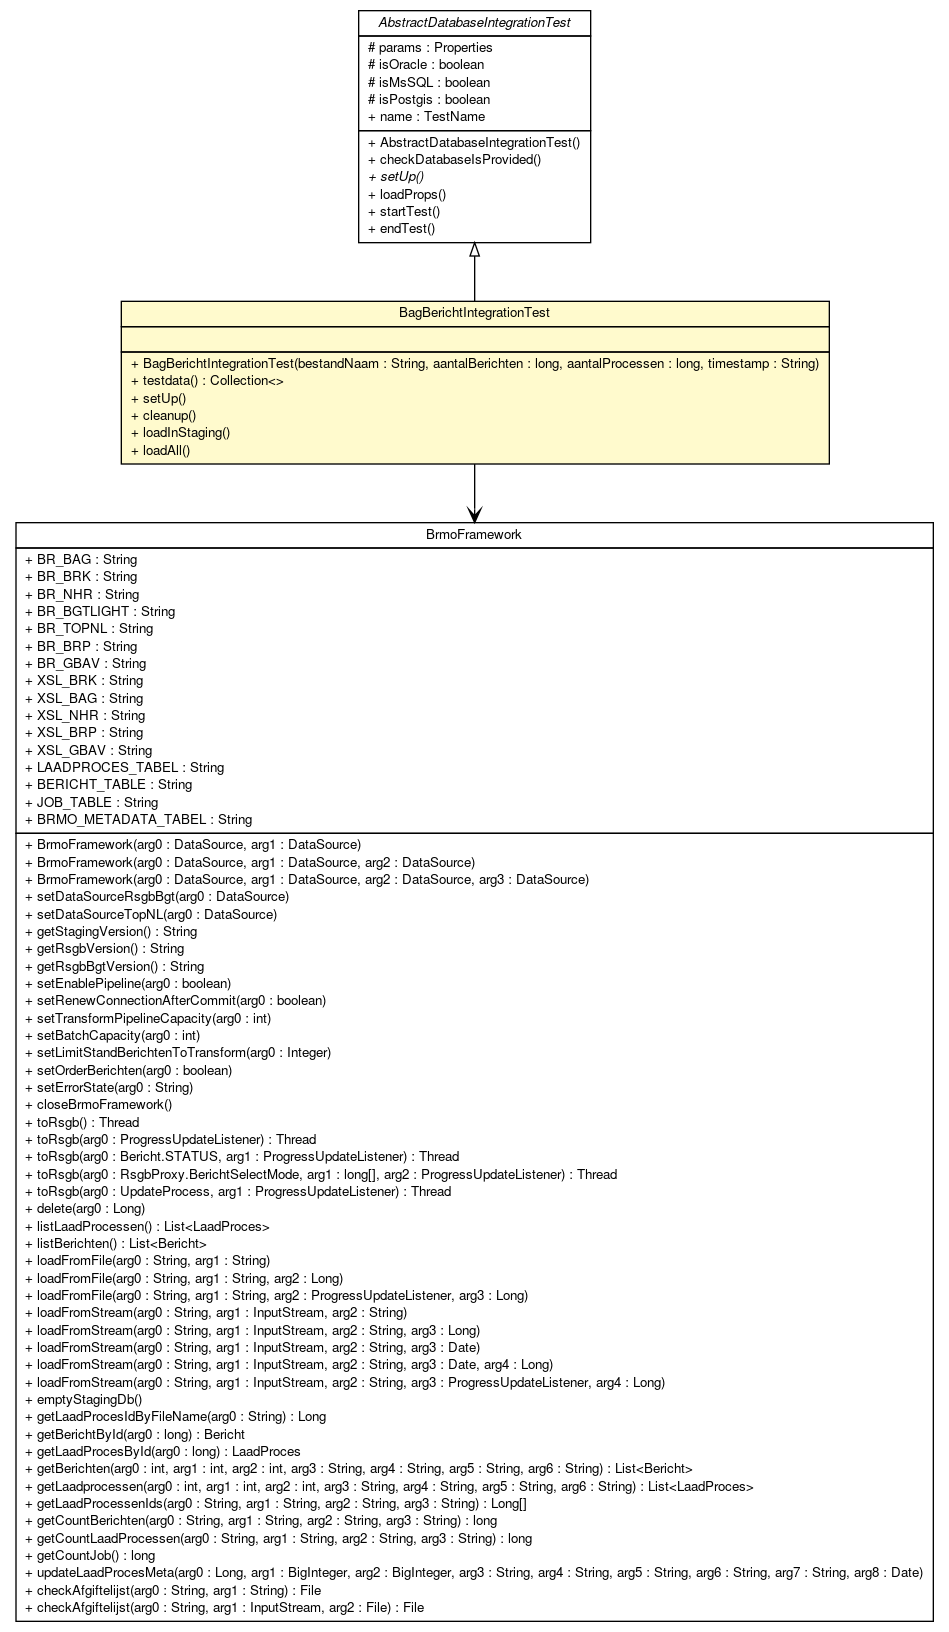 AbstractDatabaseIntegrationTest
# params : Properties
# isOracle : boolean
# isMsSQL : boolean
# isPostgis : boolean
+ name : TestName
+ AbstractDatabaseIntegrationTest()
+ checkDatabaseIsProvided()
+ setUp()
+ loadProps()
+ startTest()
+ endTest()
BagBerichtIntegrationTest
+ BagBerichtIntegrationTest(bestandNaam : String, aantalBerichten : long, aantalProcessen : long, timestamp : String)
+ testdata() : Collection<>
+ setUp()
+ cleanup()
+ loadInStaging()
+ loadAll()
BrmoFramework
+ BR_BAG : String
+ BR_BRK : String
+ BR_NHR : String
+ BR_BGTLIGHT : String
+ BR_TOPNL : String
+ BR_BRP : String
+ BR_GBAV : String
+ XSL_BRK : String
+ XSL_BAG : String
+ XSL_NHR : String
+ XSL_BRP : String
+ XSL_GBAV : String
+ LAADPROCES_TABEL : String
+ BERICHT_TABLE : String
+ JOB_TABLE : String
+ BRMO_METADATA_TABEL : String
+ BrmoFramework(arg0 : DataSource, arg1 : DataSource)
+ BrmoFramework(arg0 : DataSource, arg1 : DataSource, arg2 : DataSource)
+ BrmoFramework(arg0 : DataSource, arg1 : DataSource, arg2 : DataSource, arg3 : DataSource)
+ setDataSourceRsgbBgt(arg0 : DataSource)
+ setDataSourceTopNL(arg0 : DataSource)
+ getStagingVersion() : String
+ getRsgbVersion() : String
+ getRsgbBgtVersion() : String
+ setEnablePipeline(arg0 : boolean)
+ setRenewConnectionAfterCommit(arg0 : boolean)
+ setTransformPipelineCapacity(arg0 : int)
+ setBatchCapacity(arg0 : int)
+ setLimitStandBerichtenToTransform(arg0 : Integer)
+ setOrderBerichten(arg0 : boolean)
+ setErrorState(arg0 : String)
+ closeBrmoFramework()
+ toRsgb() : Thread
+ toRsgb(arg0 : ProgressUpdateListener) : Thread
+ toRsgb(arg0 : Bericht.STATUS, arg1 : ProgressUpdateListener) : Thread
+ toRsgb(arg0 : RsgbProxy.BerichtSelectMode, arg1 : long[], arg2 : ProgressUpdateListener) : Thread
+ toRsgb(arg0 : UpdateProcess, arg1 : ProgressUpdateListener) : Thread
+ delete(arg0 : Long)
+ listLaadProcessen() : List<LaadProces>
+ listBerichten() : List<Bericht>
+ loadFromFile(arg0 : String, arg1 : String)
+ loadFromFile(arg0 : String, arg1 : String, arg2 : Long)
+ loadFromFile(arg0 : String, arg1 : String, arg2 : ProgressUpdateListener, arg3 : Long)
+ loadFromStream(arg0 : String, arg1 : InputStream, arg2 : String)
+ loadFromStream(arg0 : String, arg1 : InputStream, arg2 : String, arg3 : Long)
+ loadFromStream(arg0 : String, arg1 : InputStream, arg2 : String, arg3 : Date)
+ loadFromStream(arg0 : String, arg1 : InputStream, arg2 : String, arg3 : Date, arg4 : Long)
+ loadFromStream(arg0 : String, arg1 : InputStream, arg2 : String, arg3 : ProgressUpdateListener, arg4 : Long)
+ emptyStagingDb()
+ getLaadProcesIdByFileName(arg0 : String) : Long
+ getBerichtById(arg0 : long) : Bericht
+ getLaadProcesById(arg0 : long) : LaadProces
+ getBerichten(arg0 : int, arg1 : int, arg2 : int, arg3 : String, arg4 : String, arg5 : String, arg6 : String) : List<Bericht>
+ getLaadprocessen(arg0 : int, arg1 : int, arg2 : int, arg3 : String, arg4 : String, arg5 : String, arg6 : String) : List<LaadProces>
+ getLaadProcessenIds(arg0 : String, arg1 : String, arg2 : String, arg3 : String) : Long[]
+ getCountBerichten(arg0 : String, arg1 : String, arg2 : String, arg3 : String) : long
+ getCountLaadProcessen(arg0 : String, arg1 : String, arg2 : String, arg3 : String) : long
+ getCountJob() : long
+ updateLaadProcesMeta(arg0 : Long, arg1 : BigInteger, arg2 : BigInteger, arg3 : String, arg4 : String, arg5 : String, arg6 : String, arg7 : String, arg8 : Date)
+ checkAfgiftelijst(arg0 : String, arg1 : String) : File
+ checkAfgiftelijst(arg0 : String, arg1 : InputStream, arg2 : File) : File